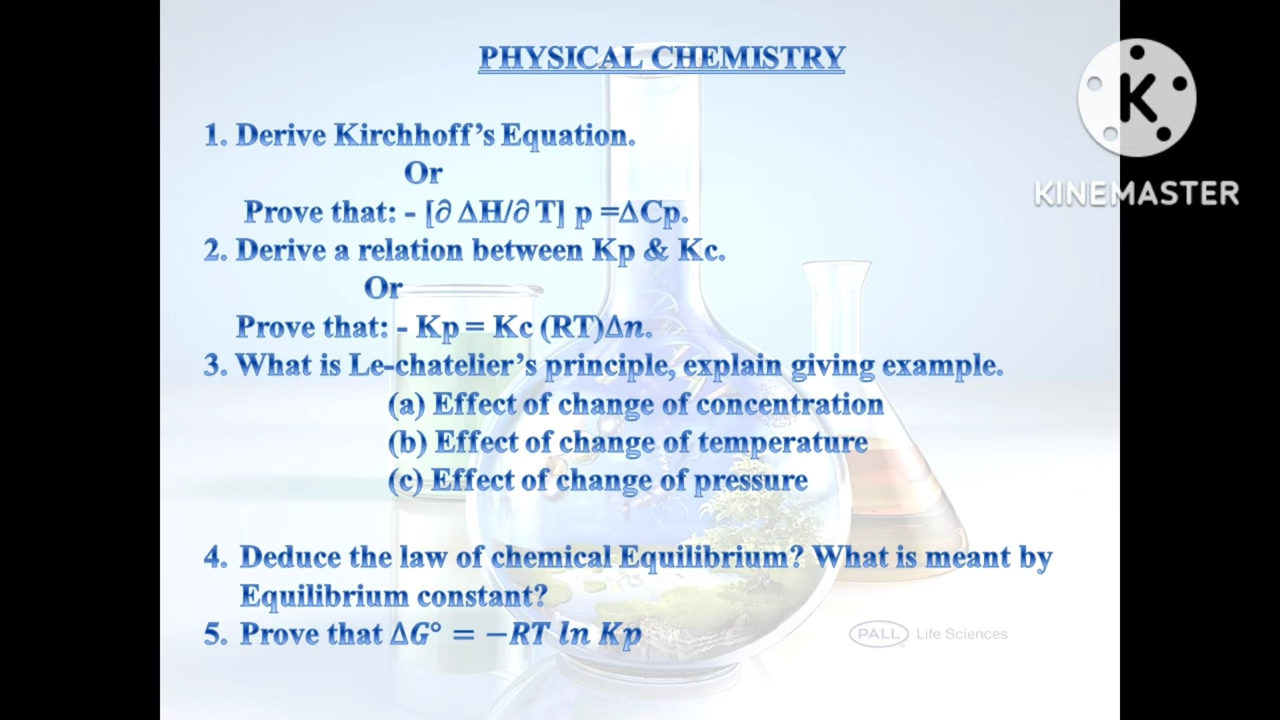 PHYSICAL CHEMISTRY
K
KINEMASTER
1. Derive Kirchhoff’s Equation.
Or
Prove that: - [∂ ΔH/∂ T] p =ΔCp.
2. Derive a relation between Kp & Kc.
Or
Prove that: - Kp = Kc (RT)Δn.
3. What is Le-chatelier’s principle, explain giving example.
(a) Effect of change of concentration
(b) Effect of change of temperature
(c) Effect of change of pressure
4. Deduce the law of chemical Equilibrium? What is meant by
Equilibrium constant?
5. Prove that ΔG° = −RT ln Kp
PALL Life Sciences